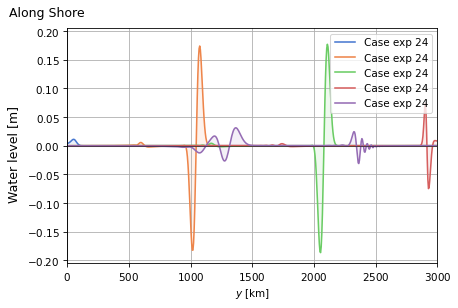 Along Shore
Water level [m]
0.20
0.15
0.10
0.05
0.00
−0.05
−0.10
−0.15
−0.20
Case exp 24
Case exp 24
Case exp 24
Case exp 24
Case exp 24
0 500 1000 1500 2000 2500 3000
y [km]